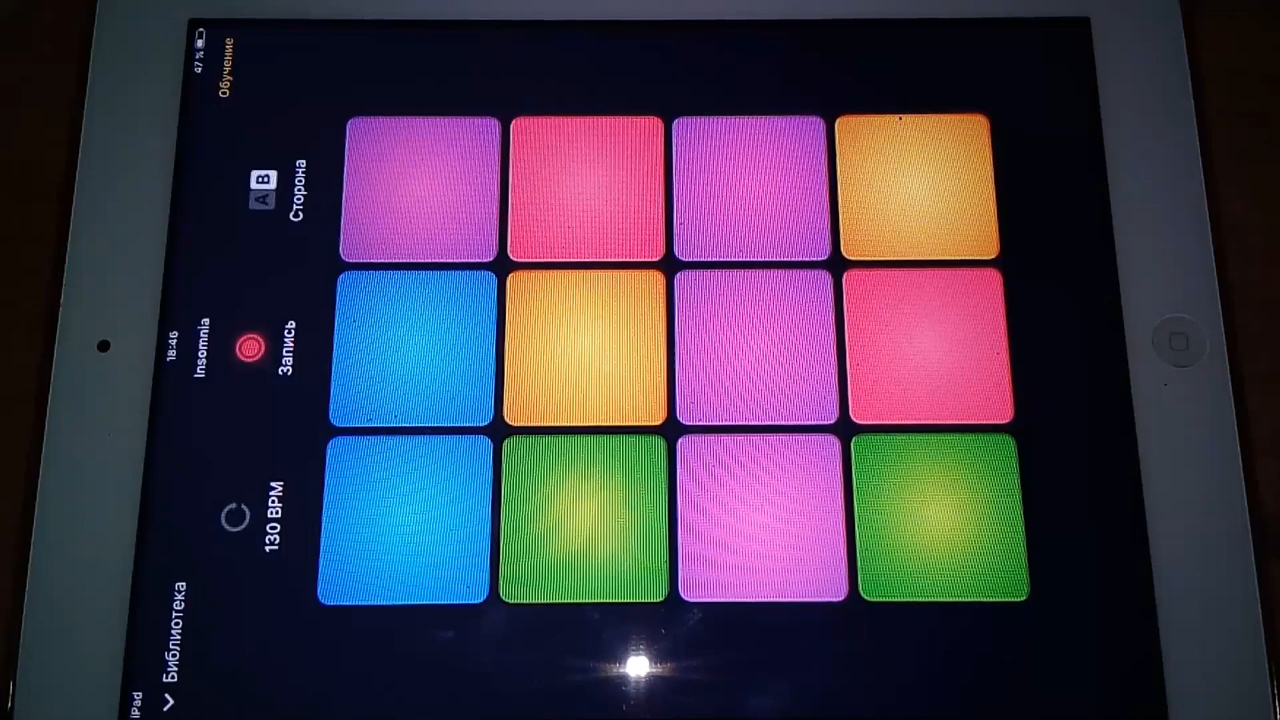 iPad
18:46
47 %
Библиотека
Insomnia
Обучение
130 BPM
Запись
A B
Сторона